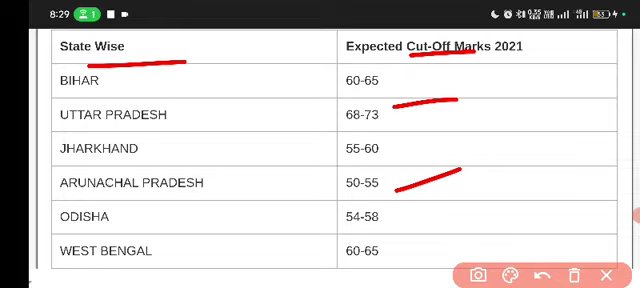 8:29 1
State Wise Expected Cut-Off Marks 2021
BIHAR 60-65
UTTAR PRADESH 68-73
JHARKHAND 55-60
ARUNACHAL PRADESH 50-55
ODISHA 54-58
WEST BENGAL 60-65